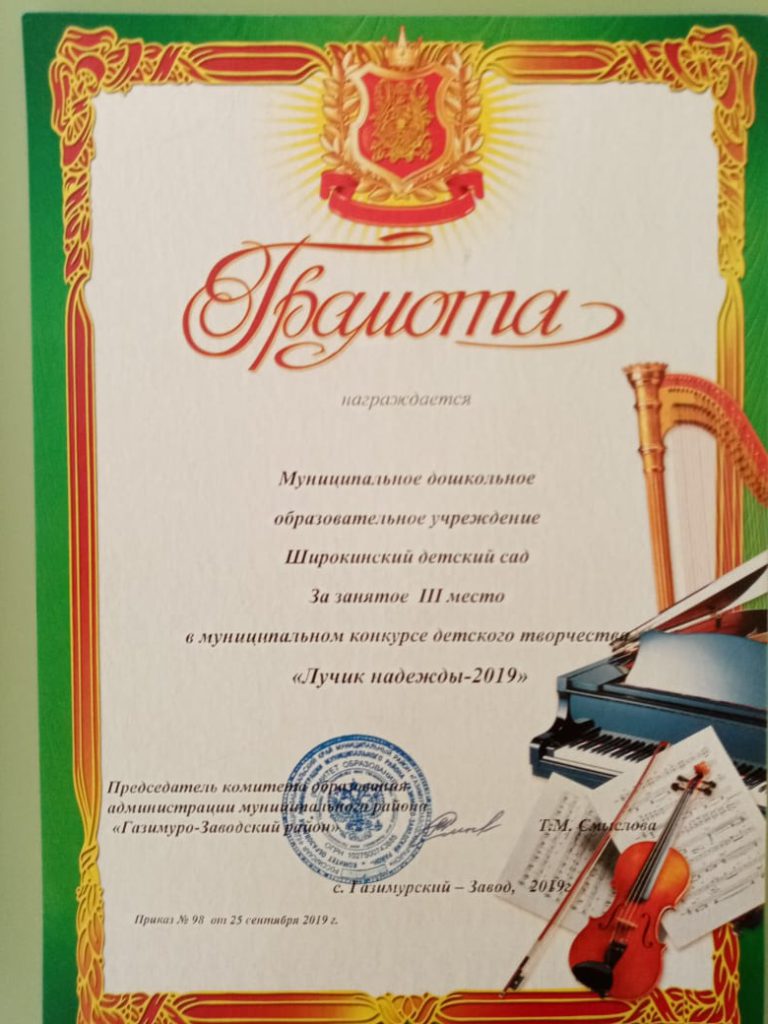 Грамота
награждается
Муниципальное дошкольное
образовательное учреждение
Широкинский детский сад
За занятое III место
в муниципальном конкурсе детского творчества
«Лучик надежды-2019»
Председатель комитета образования
администрации муниципального района
«Газимуро-Заводский район»
Т.М. Смыслова
с. Газимурский – Завод, 2019г
Приказ № 98 от 25 сентября 2019 г.